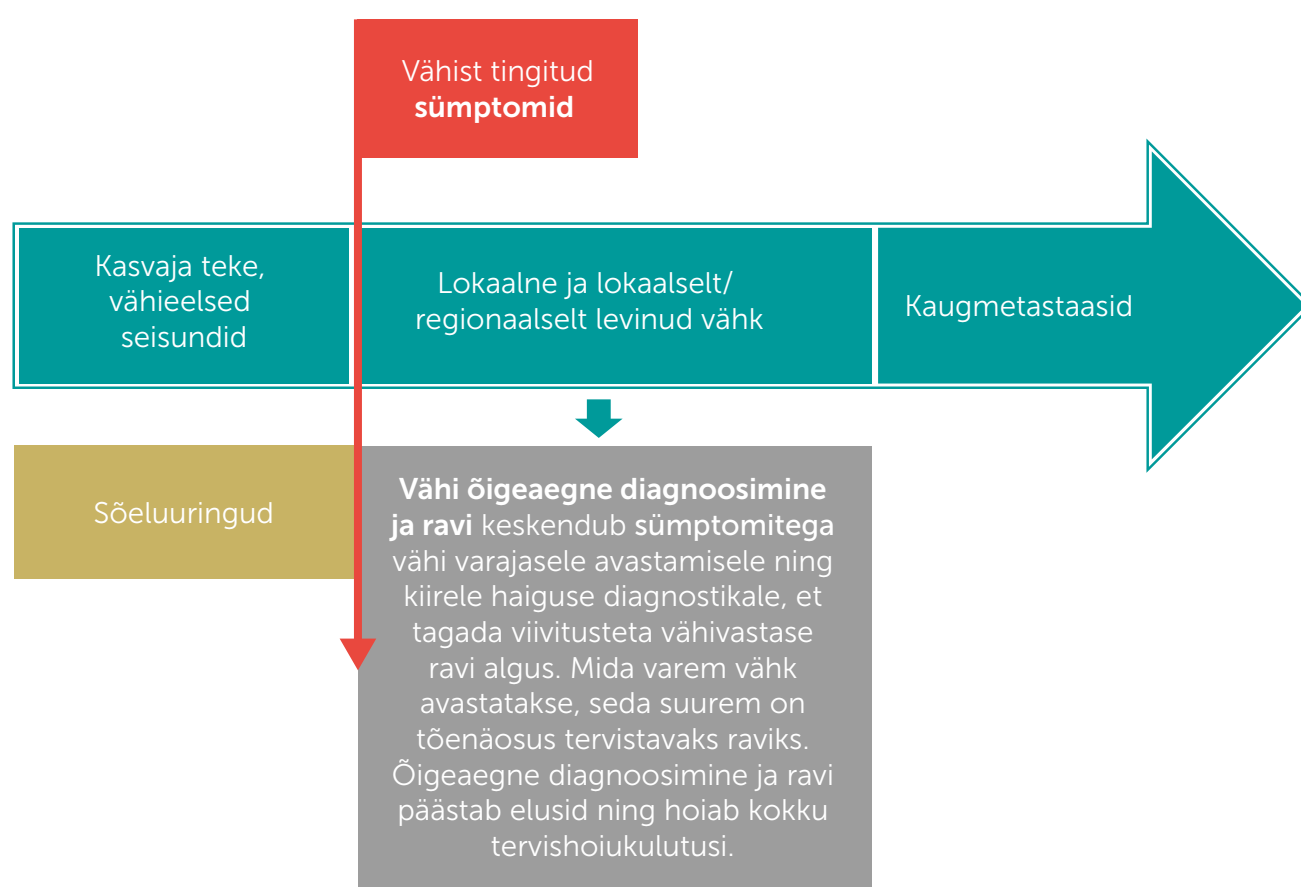 Vähist tingitud
sümptomid
Kasvaja teke,
vähieelsed
seisundid
Lokaalne ja lokaalselt/
regionaalselt levinud vähk
Kaugmetastaasid
Sõeluuringud
Vähi õigeaegne diagnoosimine
ja ravi keskendub sümptomitega
vähi varajasele avastamisele ning
kiirele haiguse diagnostikale, et
tagada viivitusteta vähivastase
ravi algus. Mida varem vähk
avastatakse, seda suurem on
tõenäosus tervistavaks raviks.
Õigeaegne diagnoosimine ja ravi
päästab elusid ning hoiab kokku
tervishoiukulutusi.